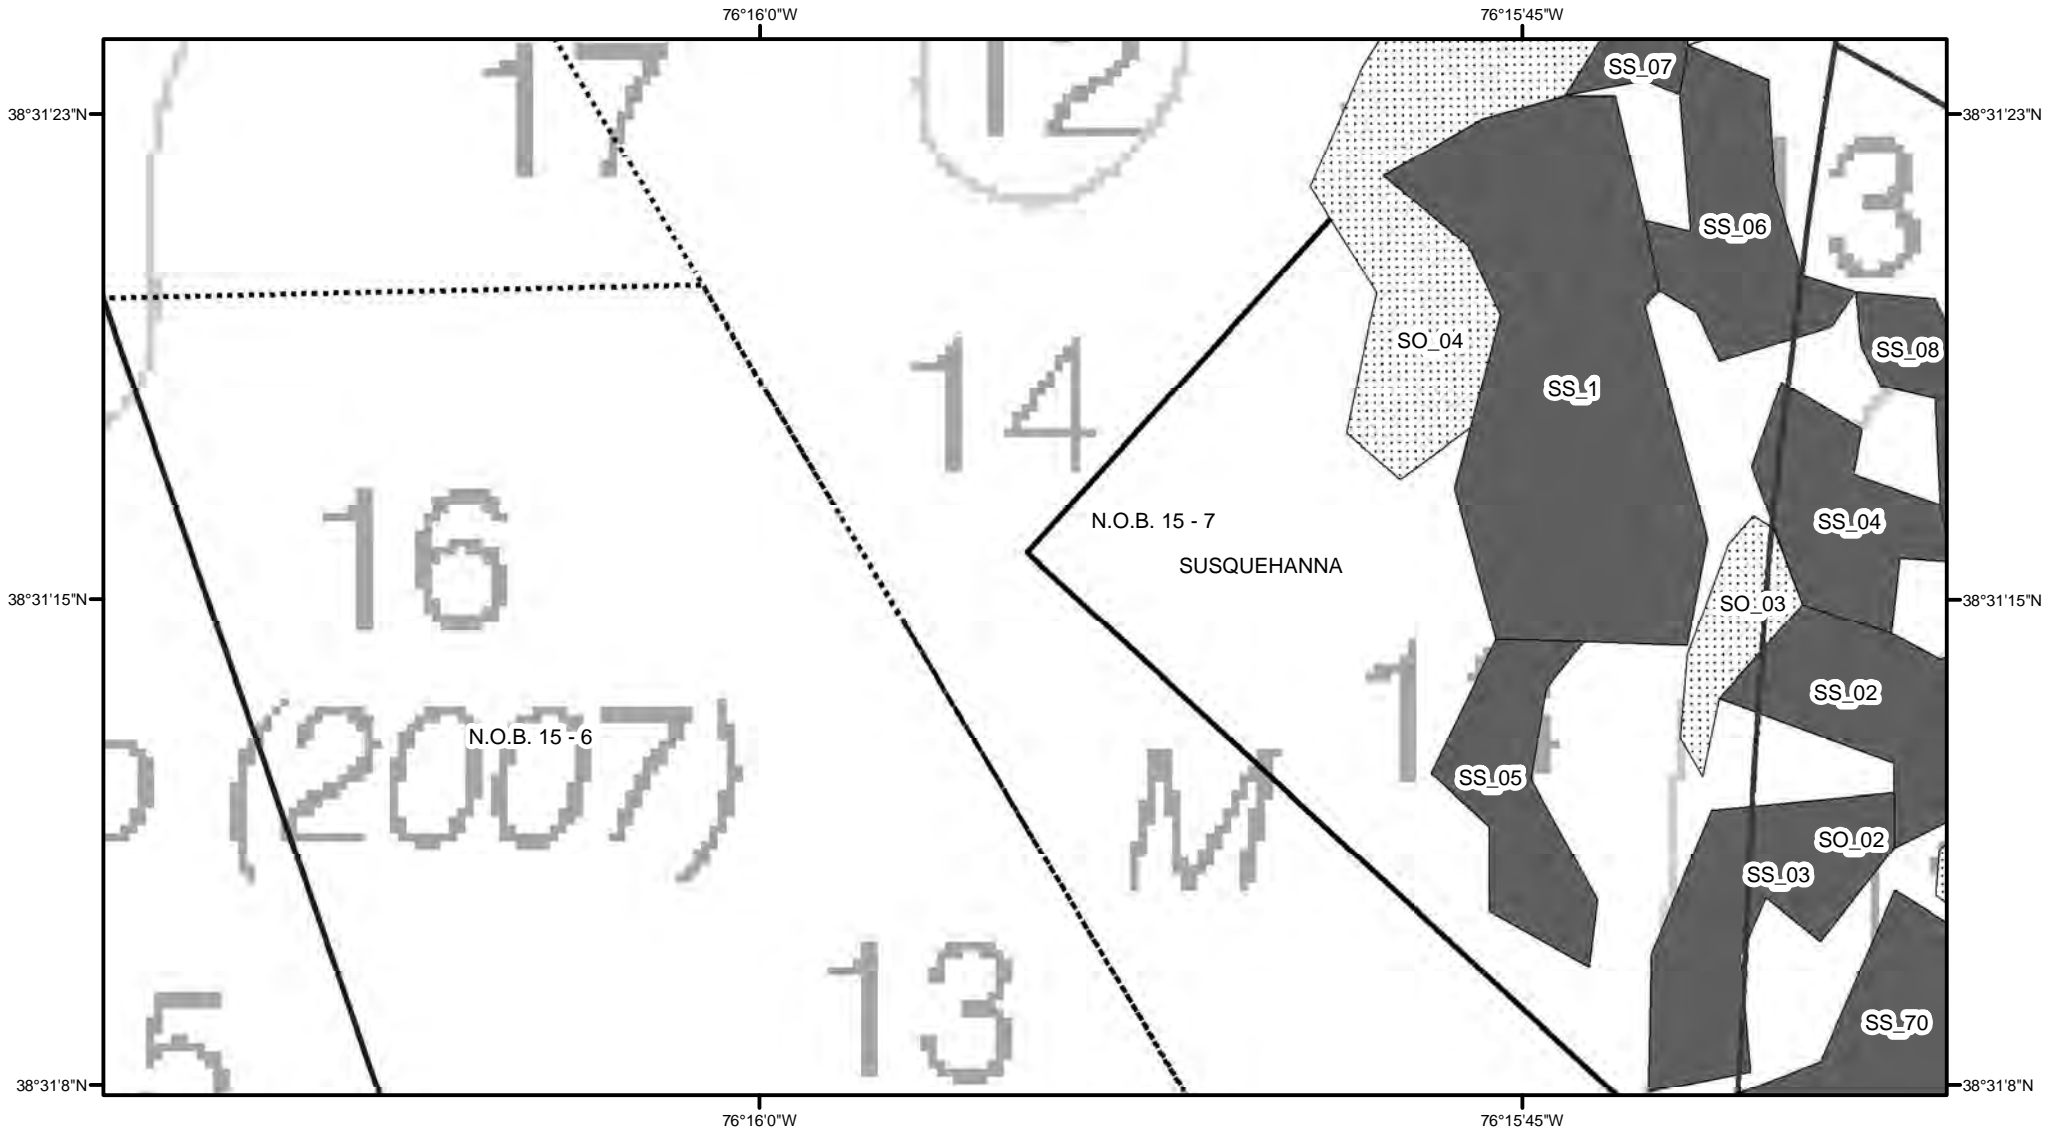 76°16'0"W
76°15'45"W
17
12
SS_07
38°31'23"N
38°31'23"N
3
SS_06
SO_04
SS_08
14
SS_1
16
N.O.B. 15 - 7
SS_04
SUSQUEHANNA
38°31'15"N
SO_03
38°31'15"N
SS_02
(2007)
N.O.B. 15 - 6
M
SS_05
SO_02
SS_03
13
5
SS_70
38°31'8"N
38°31'8"N
76°16'0"W
76°15'45"W